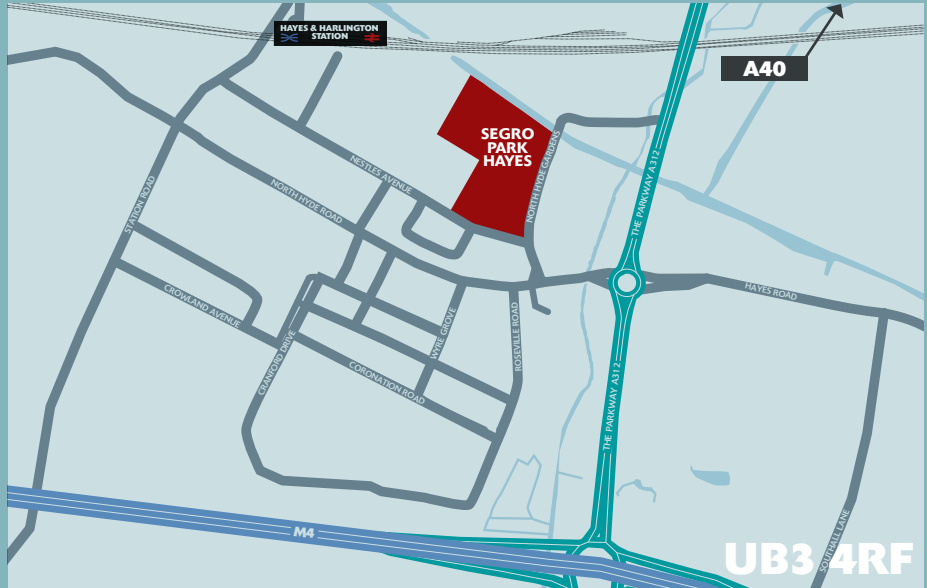 HAYES & HARLINGTON
STATION
A40
SEGRO
PARK
HAYES
NORTH HYDE GARDENS
THE PARKWAY A312
NESTLES AVENUE
NORTH HYDE ROAD
STATION ROAD
CROWLAND AVENUE
CRANFORD DRIVE
CORONATION ROAD
WYRE GROVE
ROSEVILLE ROAD
HAYES ROAD
THE PARKWAY A312
M4
SOUTHALL LANE
UB3 4RF